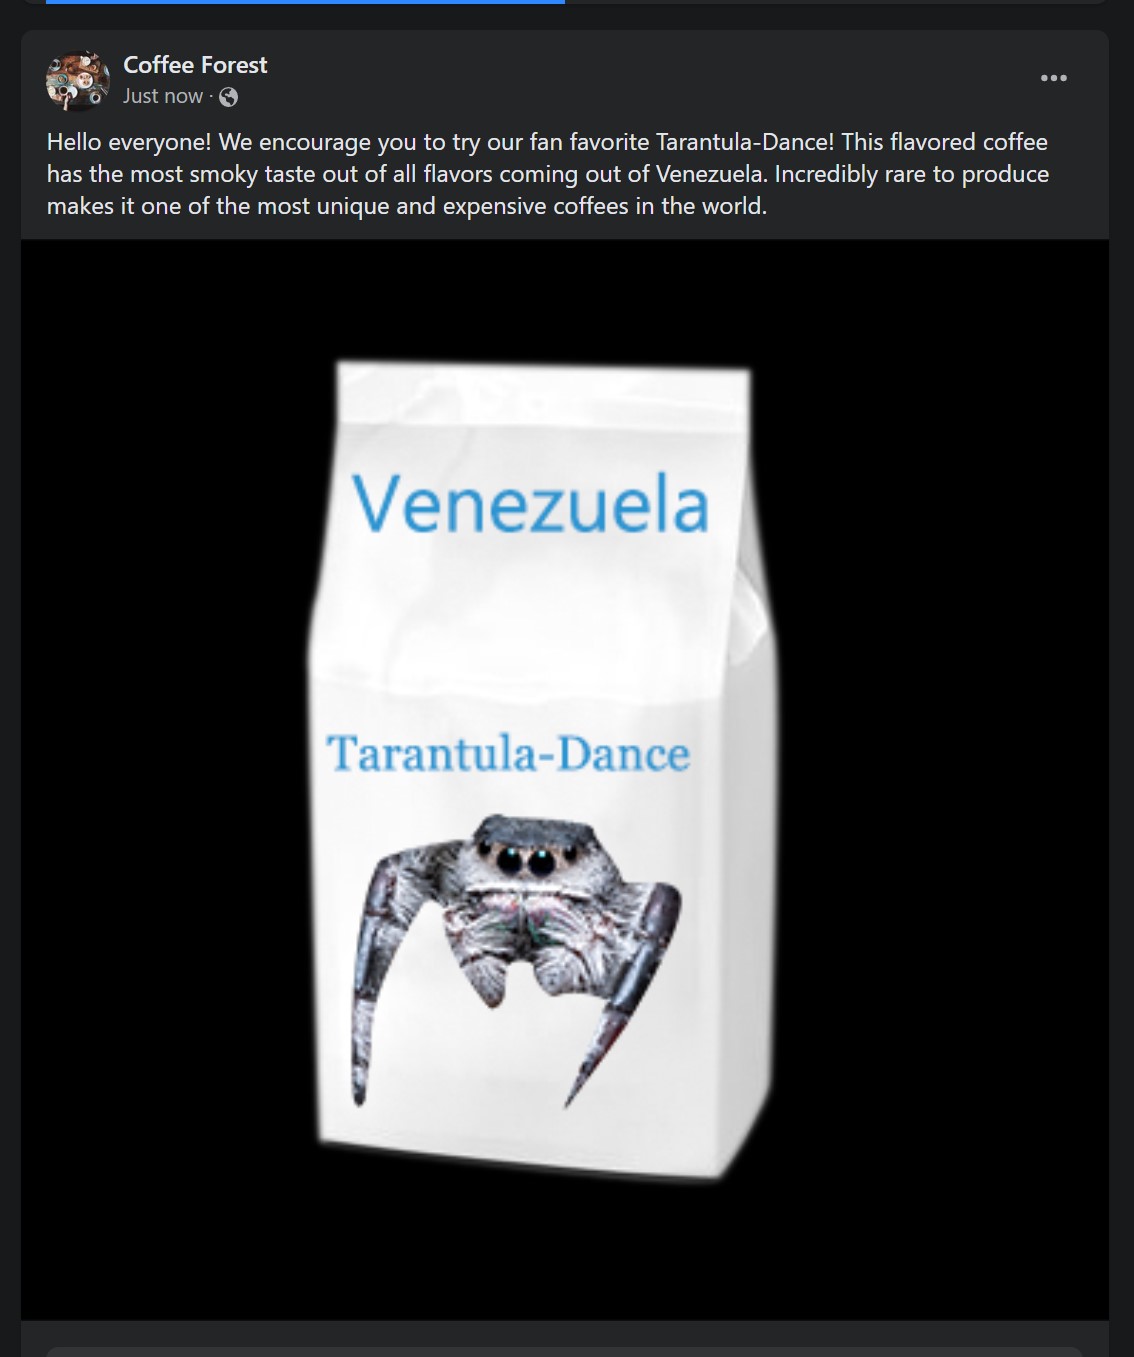 Coffee Forest
Just now ·
Hello everyone! We encourage you to try our fan favorite Tarantula-Dance! This flavored coffee
has the most smoky taste out of all flavors coming out of Venezuela. Incredibly rare to produce
makes it one of the most unique and expensive coffees in the world.
Venezuela
Tarantula-Dance